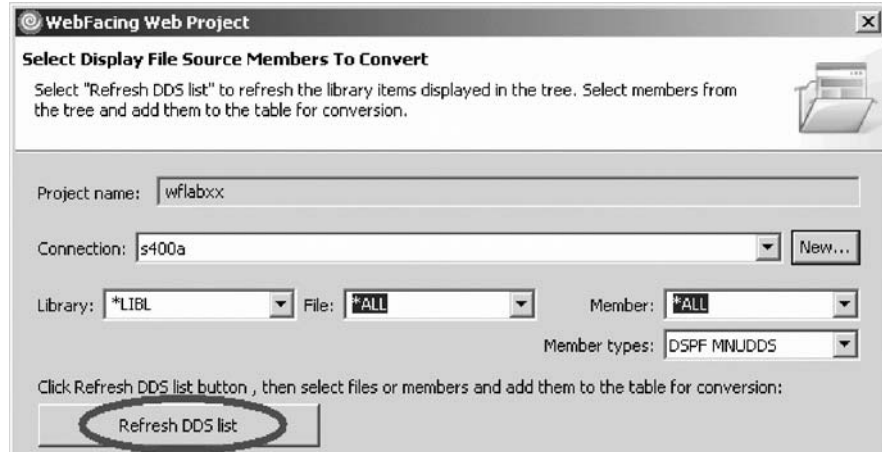 WebFacing Web Project
Select Display File Source Members To Convert
Select "Refresh DDS list" to refresh the library items displayed in the tree. Select members from
the tree and add them to the table for conversion.
Project name: wflabxx
Connection: s400a New...
Library: *LIBL File: *ALL Member: *ALL
Member types: DSPF MNUDDS
Click Refresh DDS list button , then select files or members and add them to the table for conversion:
Refresh DDS list